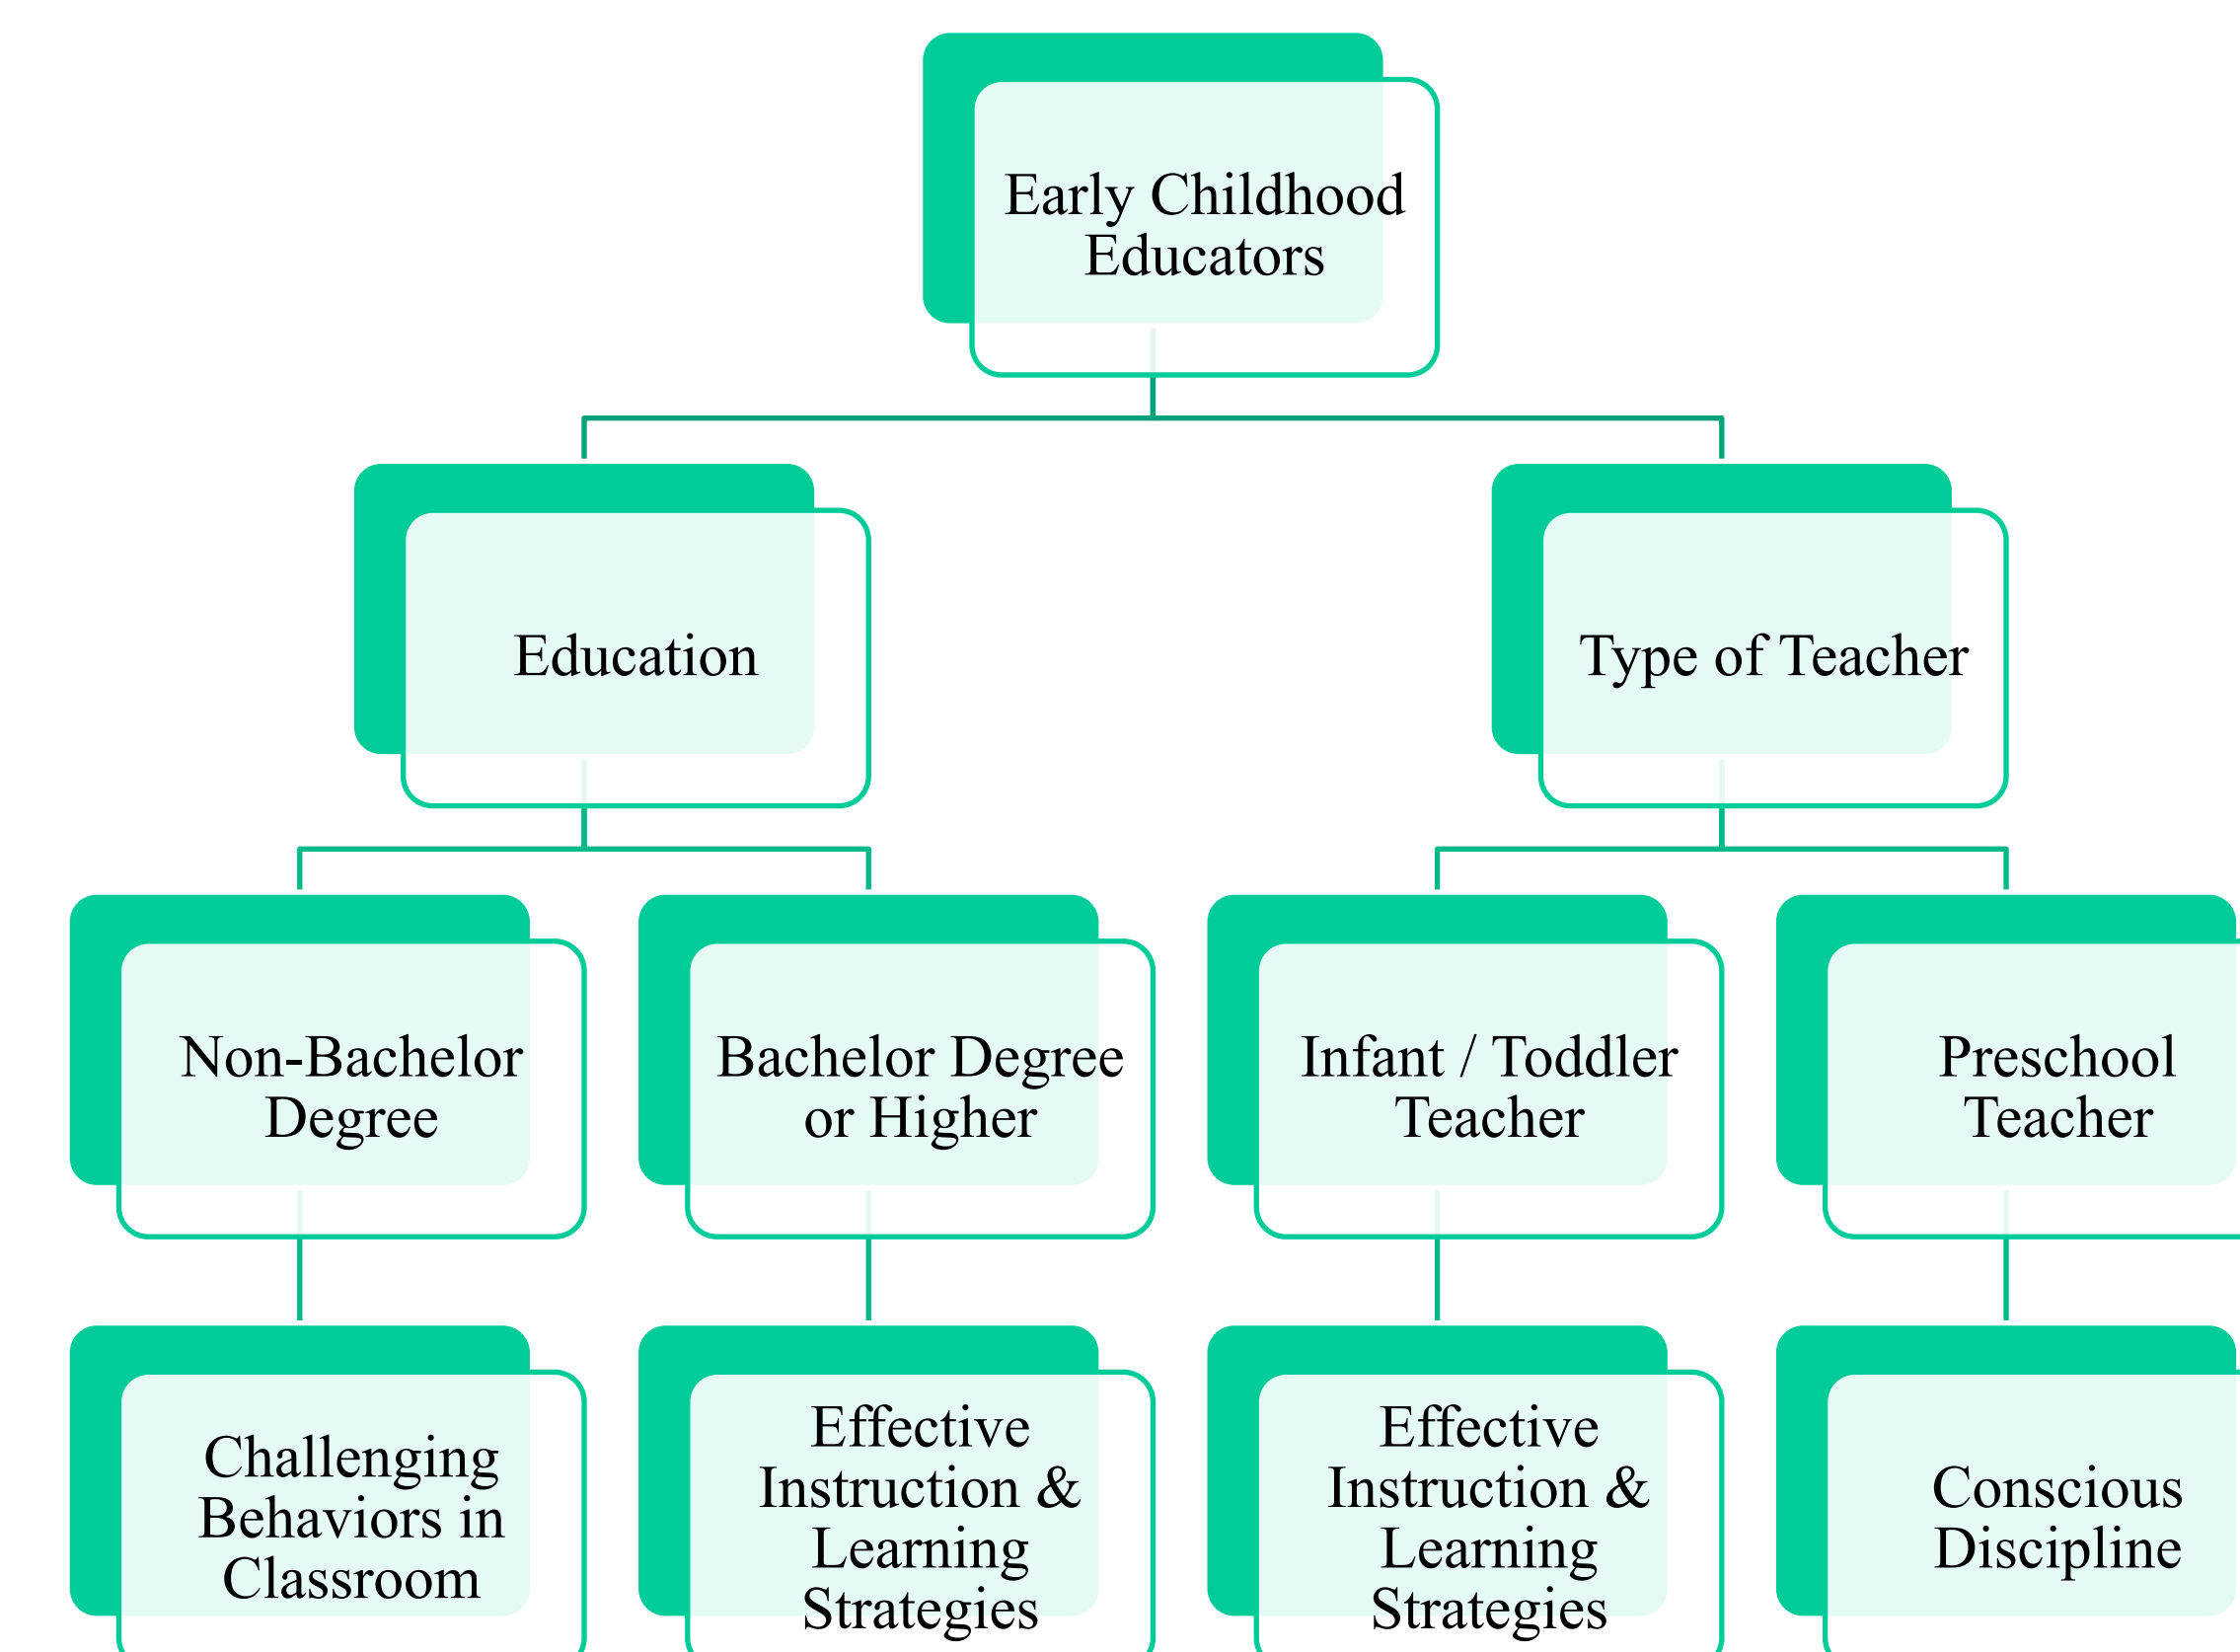 Early Childhood
Educators
Education
Type of Teacher
Non-Bachelor
Degree
Bachelor Degree
or Higher
Infant / Toddler
Teacher
Preschool
Teacher
Challenging
Behaviors in
Classroom
Effective
Instruction &
Learning
Strategies
Effective
Instruction &
Learning
Strategies
Conscious
Discipline